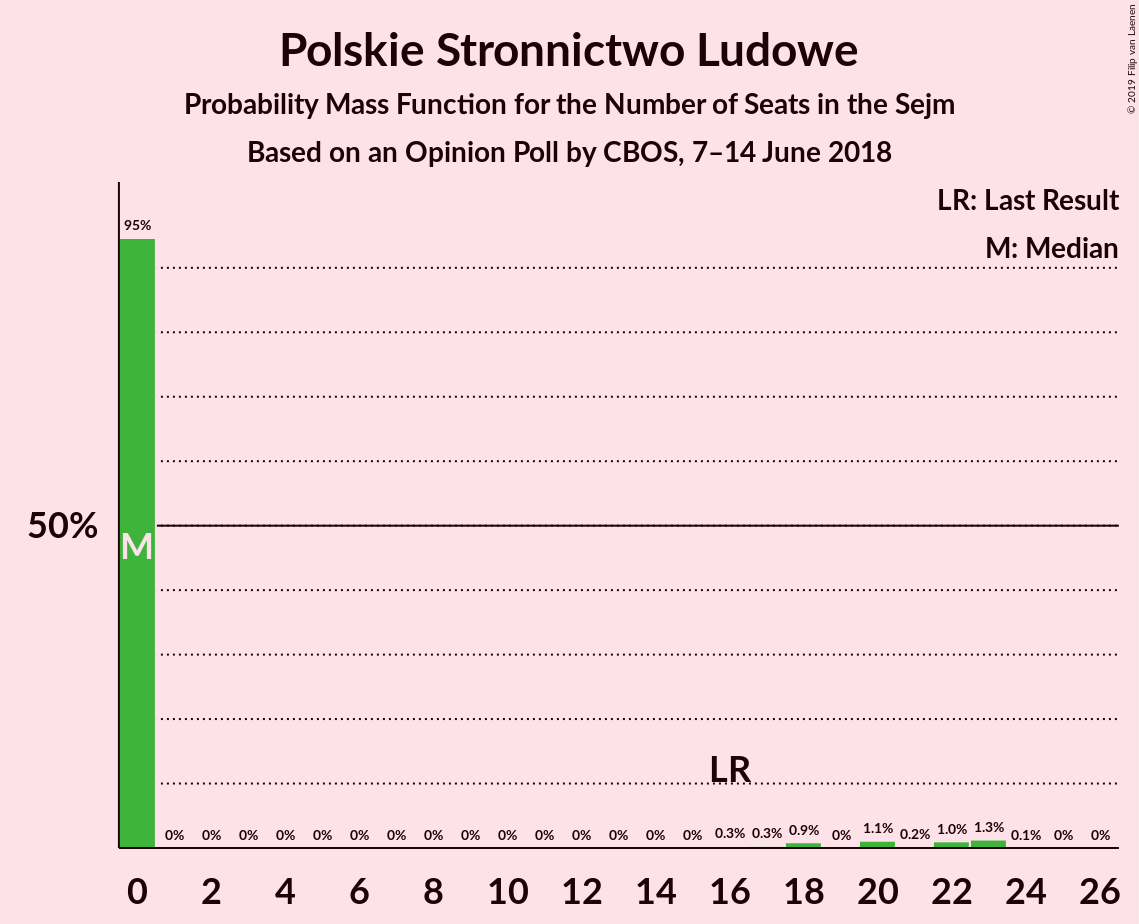 Polskie Stronnictwo Ludowe
Probability Mass Function for the Number of Seats in the Sejm
Based on an Opinion Poll by CBOS, 7–14 June 2018
© 2019 Filip van Laenen
LR: Last Result
M: Median
95%
50%
M
LR
0% 0% 0% 0% 0% 0% 0% 0% 0% 0% 0% 0% 0% 0% 0% 0.3% 0.3% 0.9% 0% 1.1% 0.2% 1.0% 1.3% 0.1% 0% 0%
0 2 4 6 8 10 12 14 16 18 20 22 24 26